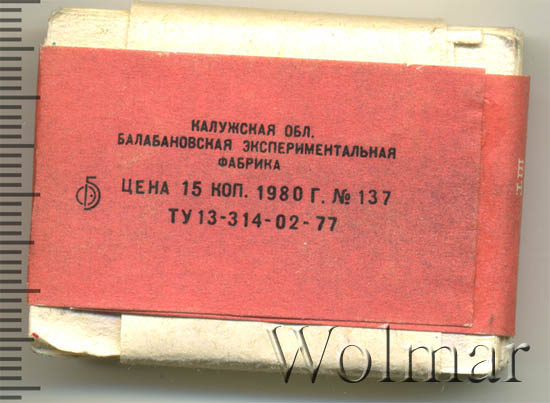 КАЛУЖСКАЯ ОБЛ.
БАЛАБАНОВСКАЯ ЭКСПЕРИМЕНТАЛЬНАЯ
ФАБРИКА
ЦЕНА 15 КОП. 1980 Г. № 137
ТУ 13-314-02-77
Wolmar